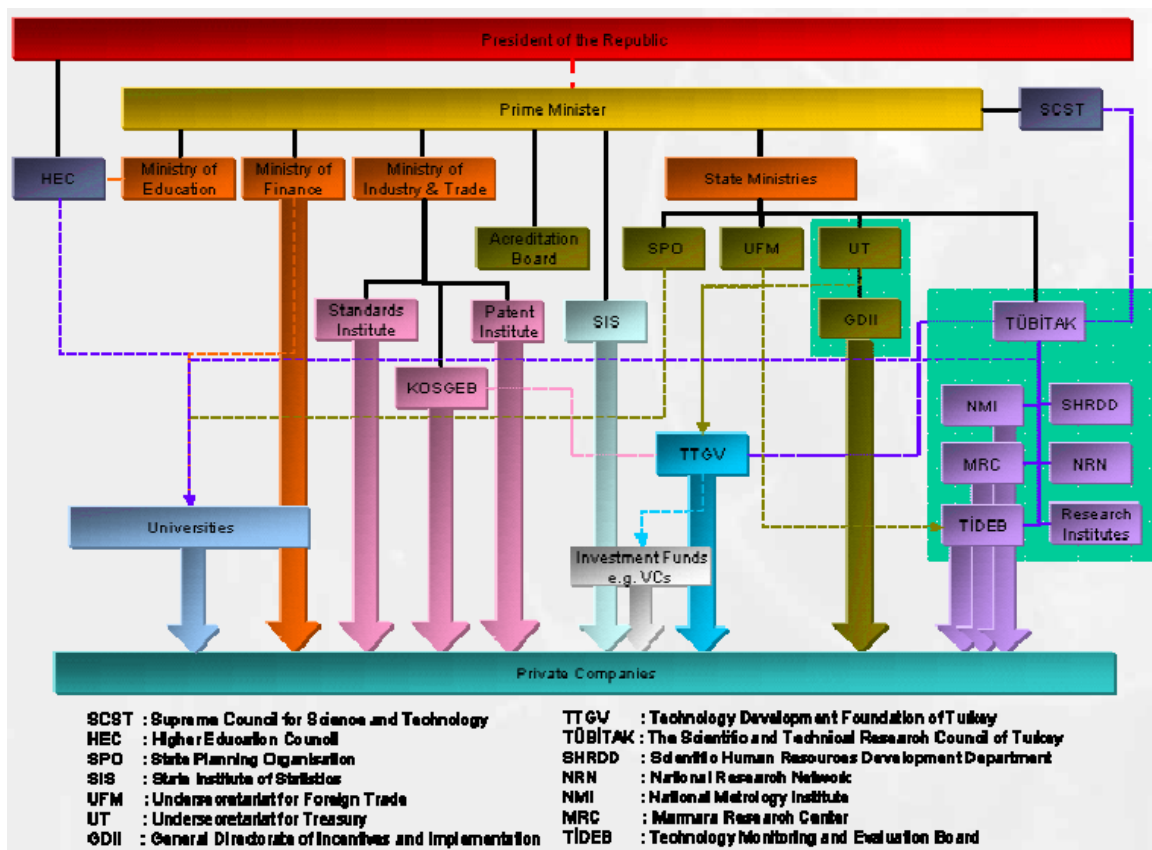 President of the Republic
Prime Minister
SCST
HEC
Ministry of
Education
Ministry of
Finance
Ministry of
Industry & Trade
State Ministries
Acreditation
Board
SPO
UFM
UT
Standards
Institute
Patent
Institute
SIS
GDII
TÜBİTAK
KOSGEB
NMI
SHRDD
TTGV
MRC
NRN
Universities
TİDEB
Research
Institutes
Investment Funds
e.g. VCs
Private Companies
SCST : Supreme Council for Science and Technology
HEC : Higher Education Council
SPO : State Planning Organisation
SIS : State Institute of Statistics
UFM : Undersecretariat for Foreign Trade
UT : Undersecretariat for Treasury
GDII : General Directorate of Incentives and Implementation
TTGV : Technology Development Foundation of Turkey
TÜBİTAK : The Scientific and Technical Research Council of Turkey
SHRDD : Scientific Human Resources Development Department
NRN : National Research Network
NMI : National Metrology Institute
MRC : Marmara Research Center
TİDEB : Technology Monitoring and Evaluation Board